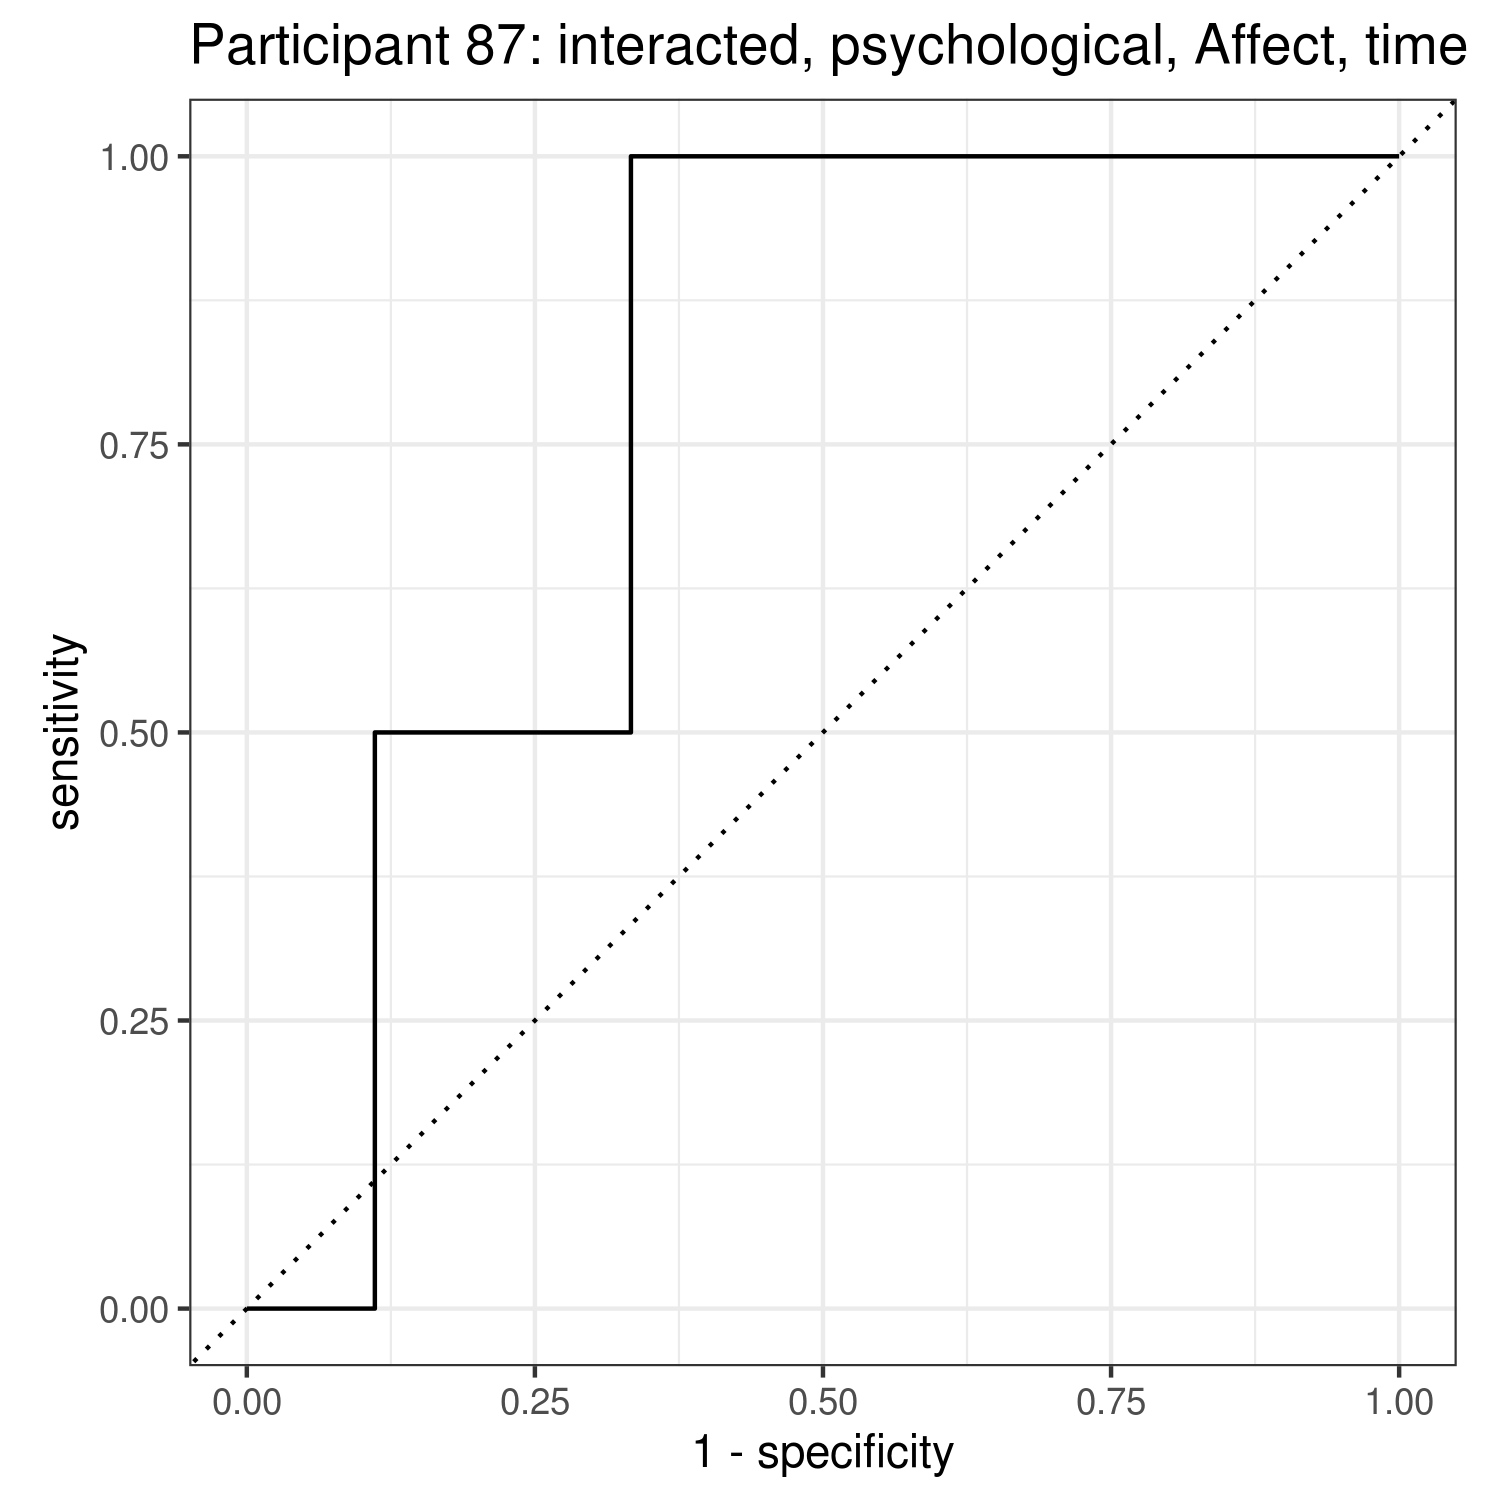 Participant 87: interacted, psychological, Affect, time
1.00
0.75
0.50
0.25
0.00
sensitivity
0.00 0.25 0.50 0.75 1.00
1 - specificity